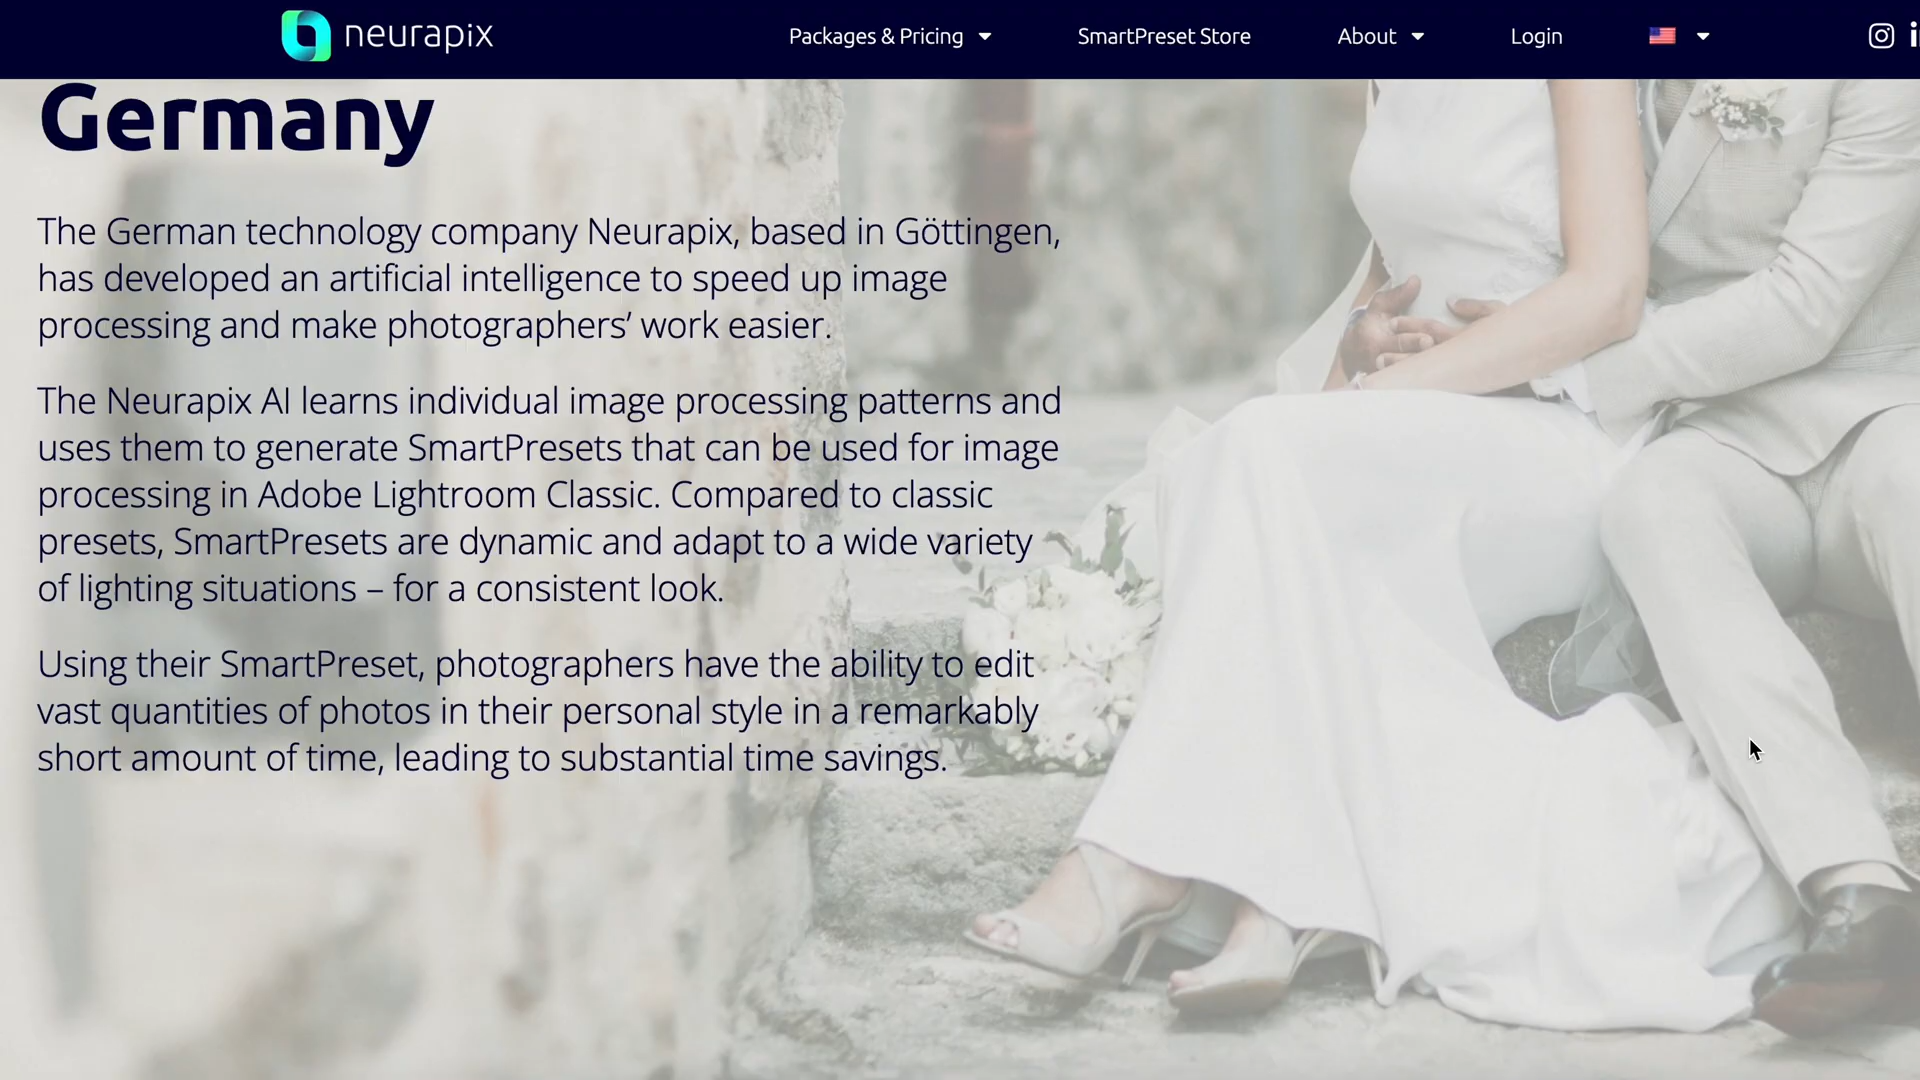 neurapix
Packages & Pricing
SmartPreset Store
About
Login
Germany
The German technology company Neurapix, based in Göttingen,
has developed an artificial intelligence to speed up image
processing and make photographers’ work easier.
The Neurapix AI learns individual image processing patterns and
uses them to generate SmartPresets that can be used for image
processing in Adobe Lightroom Classic. Compared to classic
presets, SmartPresets are dynamic and adapt to a wide variety
of lighting situations – for a consistent look.
Using their SmartPreset, photographers have the ability to edit
vast quantities of photos in their personal style in a remarkably
short amount of time, leading to substantial time savings.